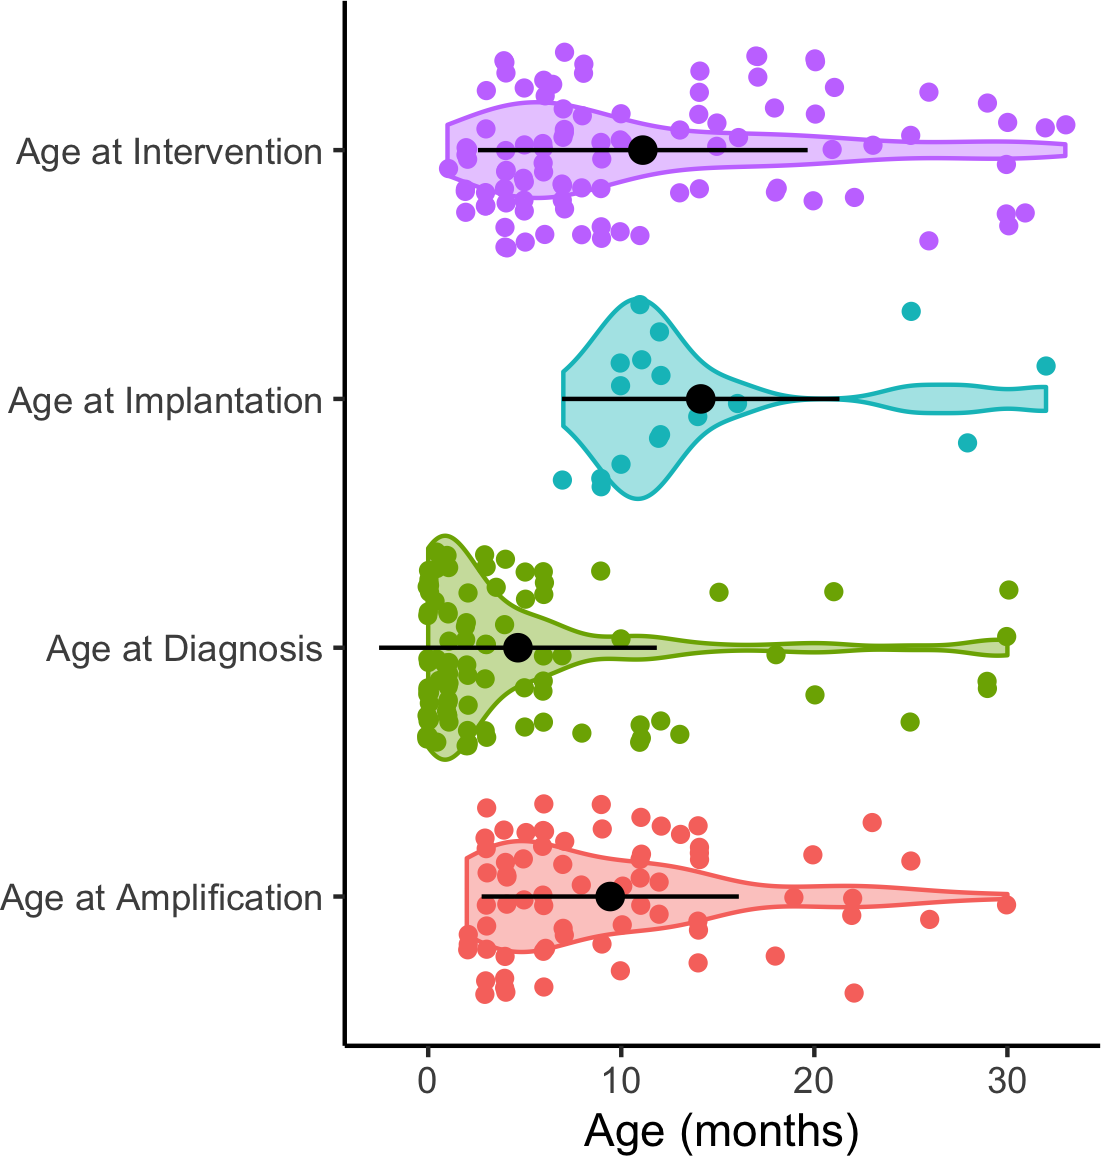 Age at Intervention
Age at Implantation
Age at Diagnosis
Age at Amplification
0 10 20 30
Age (months)